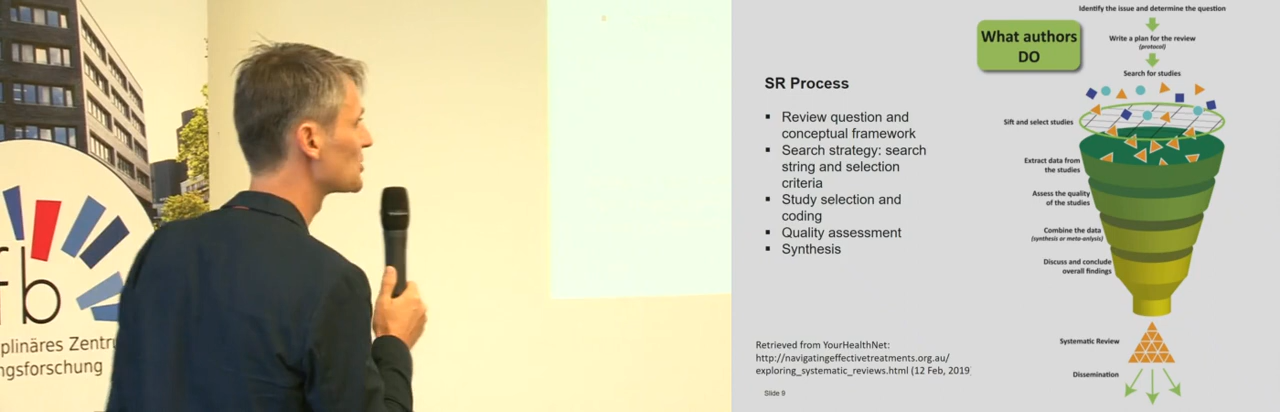 fb
plinäres Zentru
ngsforschung
What authors
DO
SR Process
▪ Review question and
conceptual framework
▪ Search strategy: search
string and selection
criteria
▪ Study selection and
coding
▪ Quality assessment
▪ Synthesis
Identify the issue and determine the question
Write a plan for the review
(protocol)
Search for studies
Sift and select studies
Extract data from
the studies
Assess the quality
of the studies
Combine the data
(synthesis or meta-anlysis)
Discuss and conclude
overall findings
Systematic Review
Dissemination
Retrieved from YourHealthNet:
http://navigatingeffectivetreatments.org.au/
exploring_systematic_reviews.html (12 Feb, 2019)
Slide 9